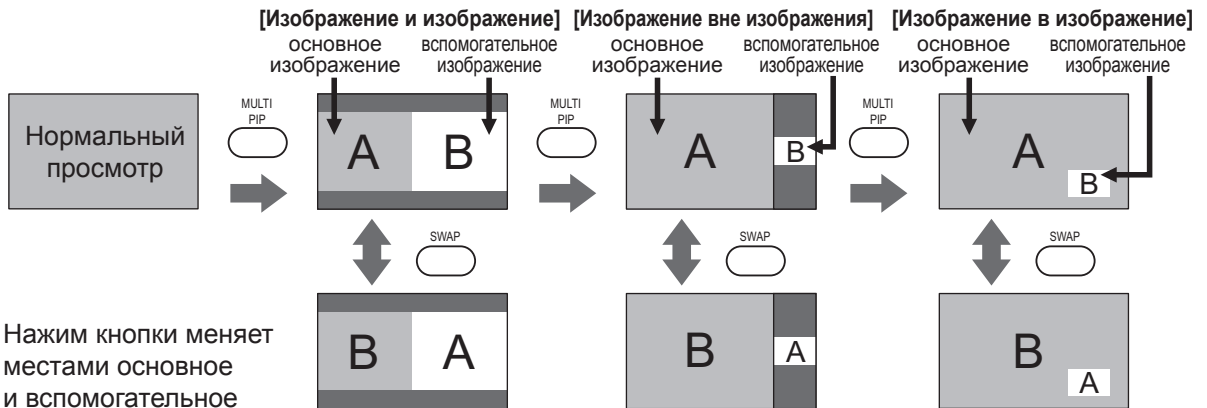 [Изображение и изображение] [Изображение вне изображения] [Изображение в изображение]
основное вспомогательное основное вспомогательное основное вспомогательное
изображение изображение изображение изображение изображение изображение
MULTI MULTI MULTI
PIP PIP PIP
Нормальный
просмотр
A B A B A B
SWAP SWAP SWAP
Нажим кнопки меняет
местами основное
и вспомогательное
B A B A B A